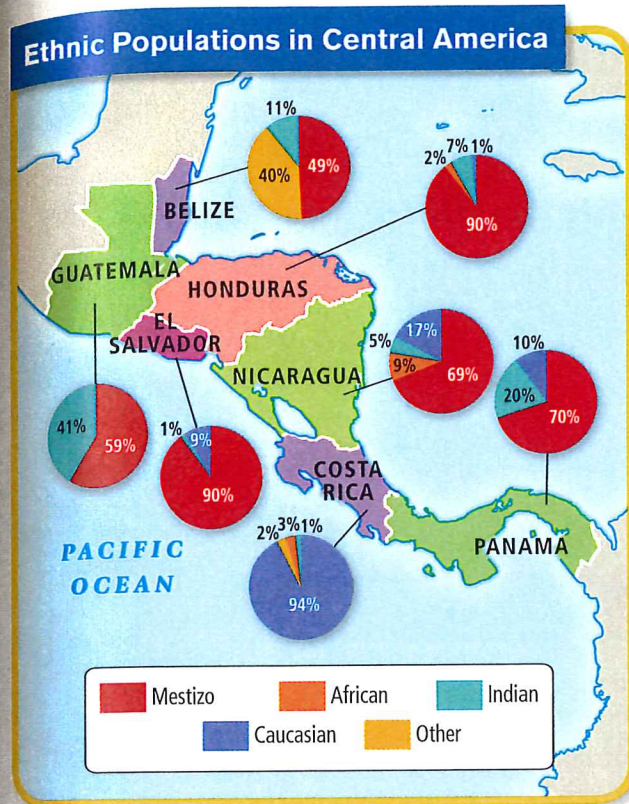 Ethnic Populations in Central America
11%
49%
40%
BELIZE
2% 7% 1%
90%
GUATEMALA
HONDURAS
EL
SALVADOR
NICARAGUA
17%
5%
9%
69%
10%
20%
70%
41%
59%
1%
9%
90%
COSTA
RICA
2% 3% 1%
94%
PANAMA
PACIFIC
OCEAN
Mestizo
African
Indian
Caucasian
Other